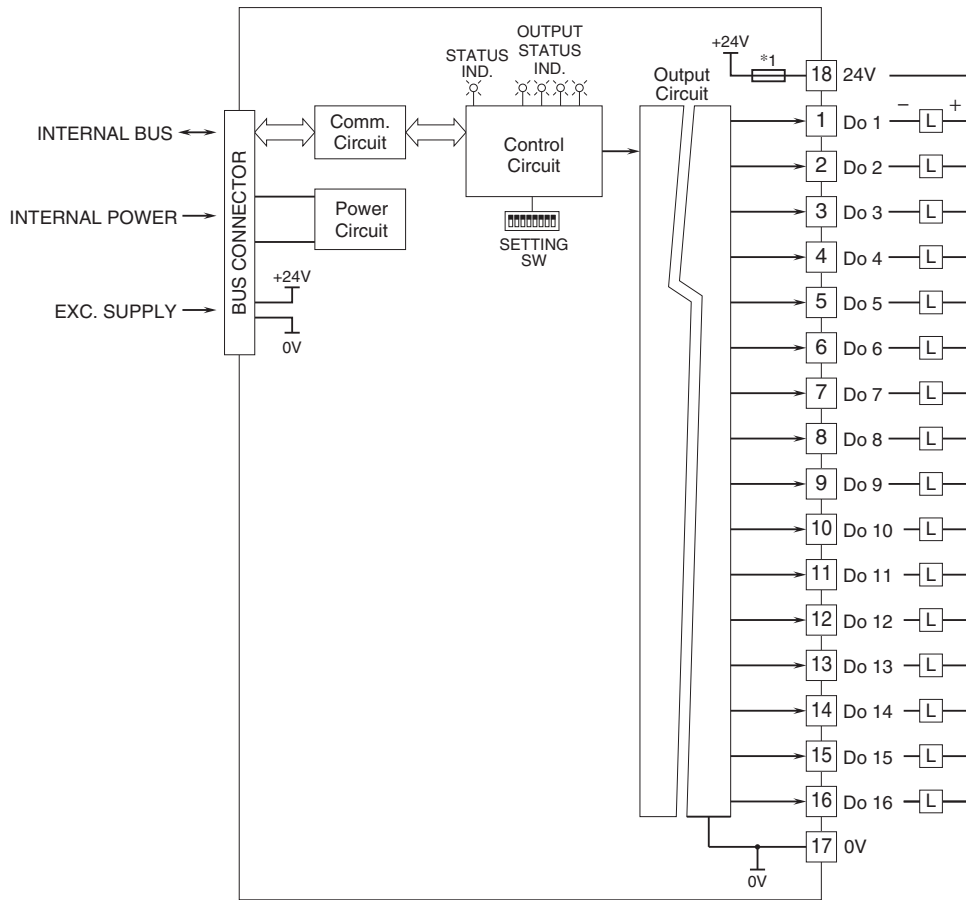 STATUS
IND.
OUTPUT
STATUS
IND.
+24V
*1
Output
Circuit
18 24V
INTERNAL BUS
INTERNAL POWER
EXC. SUPPLY
BUS CONNECTOR
Comm.
Circuit
Power
Circuit
+24V
0V
Control
Circuit
SETTING
SW
1 Do 1 − L +
2 Do 2 L
3 Do 3 L
4 Do 4 L
5 Do 5 L
6 Do 6 L
7 Do 7 L
8 Do 8 L
9 Do 9 L
10 Do 10 L
11 Do 11 L
12 Do 12 L
13 Do 13 L
14 Do 14 L
15 Do 15 L
16 Do 16 L
17 0V
0V